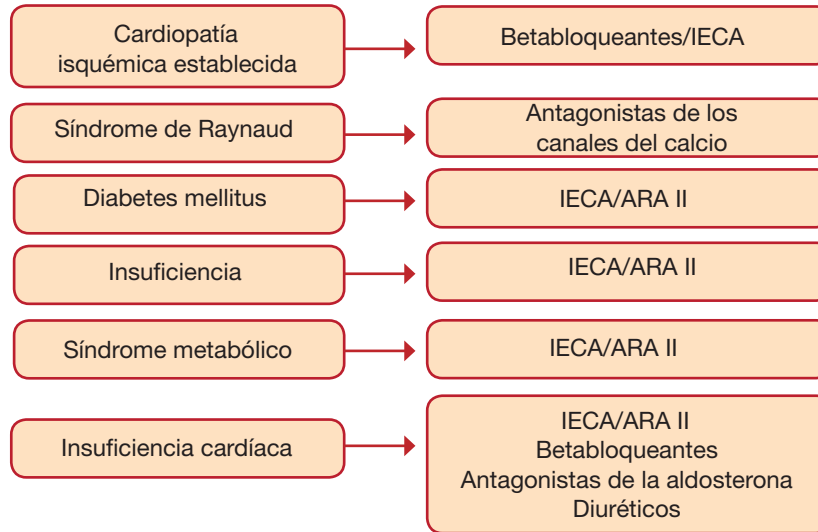 Cardiopatía
isquémica establecida
Betabloqueantes/IECA
Síndrome de Raynaud
Antagonistas de los
canales del calcio
Diabetes mellitus
IECA/ARA II
Insuficiencia
IECA/ARA II
Síndrome metabólico
IECA/ARA II
Insuficiencia cardíaca
IECA/ARA II
Betabloqueantes
Antagonistas de la aldosterona
Diuréticos